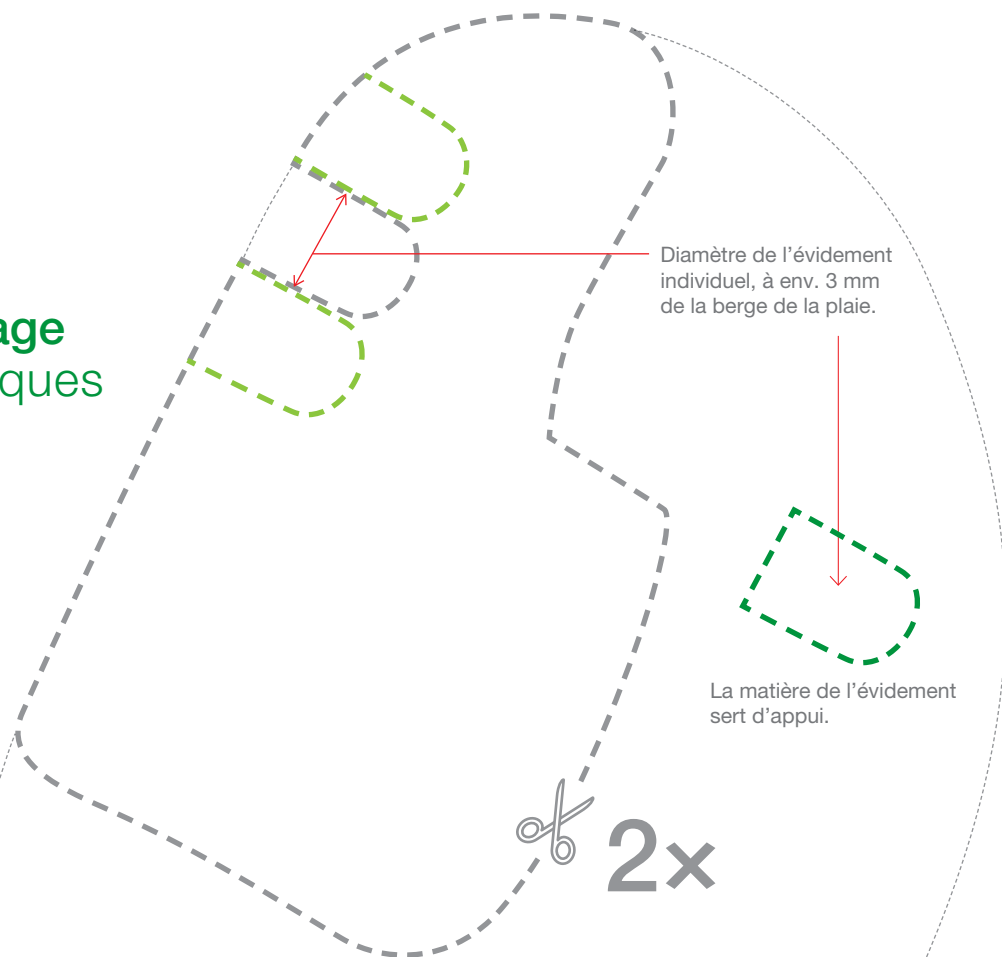 age
ques
Diamètre de l’évidement
individuel, à env. 3 mm
de la berge de la plaie.
La matière de l’évidement
sert d’appui.
2×